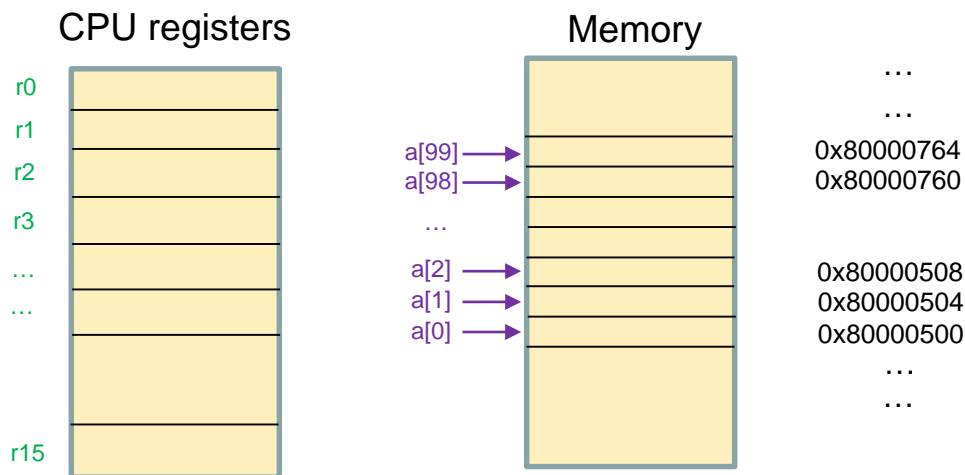 CPU registers
r0
r1
r2
r3
…
…
r15
Memory
a[99]
a[98]
…
a[2]
a[1]
a[0]
…
…
0x80000764
0x80000760
0x80000508
0x80000504
0x80000500
…
…